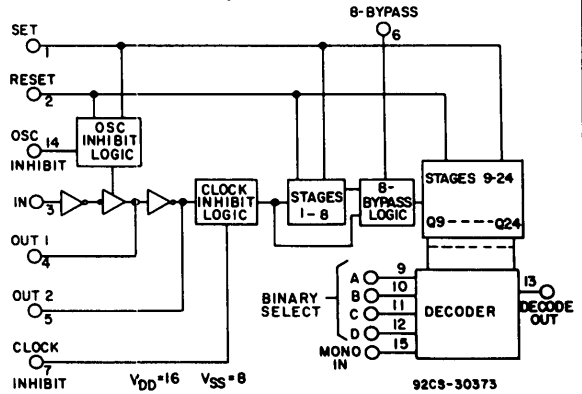 8-BYPASS
6
SET
1
RESET
2
OSC
14
INHIBIT
OSC
INHIBIT
LOGIC
IN
3
CLOCK
INHIBIT
LOGIC
STAGES
1-8
8-
BYPASS
LOGIC
STAGES 9-24
Q9 ----- Q24
OUT 1
4
OUT 2
5
CLOCK
7
INHIBIT
VDD=16 VSS=8
BINARY
SELECT
A 9
B 10
C 11
D 12
MONO 15
IN
DECODER
13
DECODE
OUT
92CS-30373